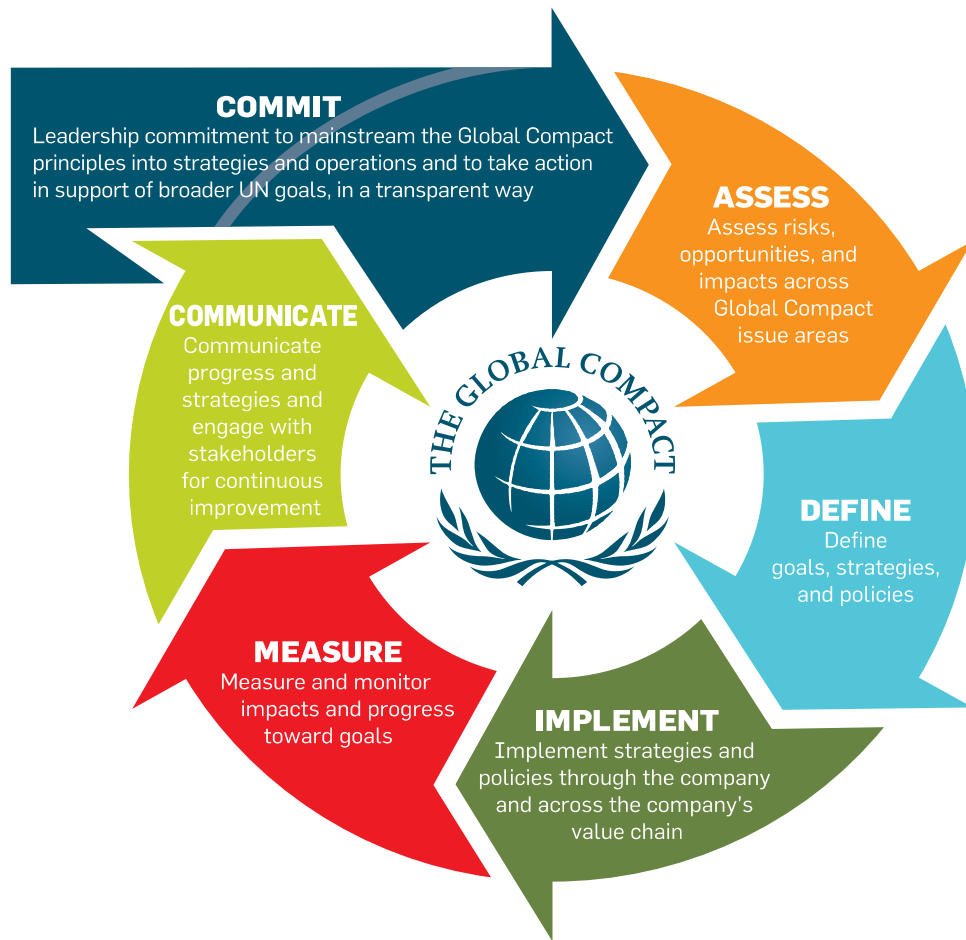 COMMIT
Leadership commitment to mainstream the Global Compact
principles into strategies and operations and to take action
in support of broader UN goals, in a transparent way
ASSESS
Assess risks,
opportunities, and
impacts across
Global Compact
issue areas
DEFINE
Define
goals, strategies,
and policies
IMPLEMENT
Implement strategies and
policies through the company
and across the company's
value chain
MEASURE
Measure and monitor
impacts and progress
toward goals
COMMUNICATE
Communicate
progress and
strategies and
engage with
stakeholders
for continuous
improvement
THE GLOBAL COMPACT